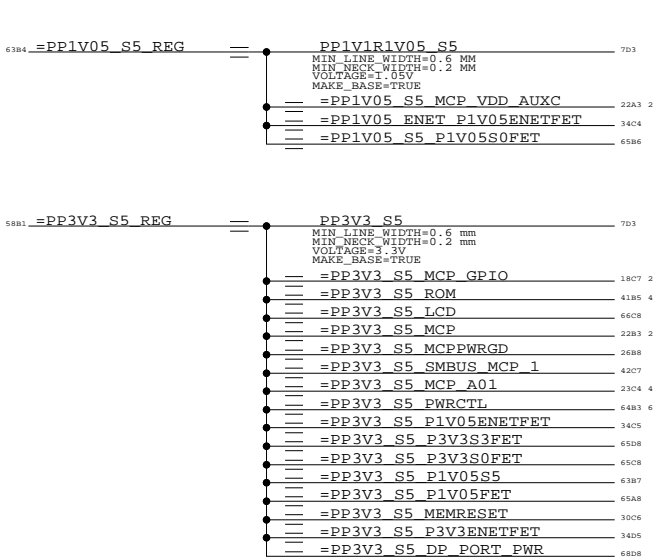 63B4 =PP1V05_S5_REG PP1V1R1V05_S5 7D3
MIN_LINE_WIDTH=0.6 MM
MIN_NECK_WIDTH=0.2 MM
VOLTAGE=1.05V
MAKE_BASE=TRUE
=PP1V05_S5_MCP_VDD_AUXC 22A3 2
=PP1V05_ENET_P1V05ENETFET 34C4
=PP1V05_S5_P1V05S0FET 65B6
58B1 =PP3V3_S5_REG PP3V3_S5 7D3
MIN_LINE_WIDTH=0.6 mm
MIN_NECK_WIDTH=0.2 mm
VOLTAGE=3.3V
MAKE_BASE=TRUE
=PP3V3_S5_MCP_GPIO 18C7 2
=PP3V3_S5_ROM 41B5 4
=PP3V3_S5_LCD 66C8
=PP3V3_S5_MCP 22B3 2
=PP3V3_S5_MCPPWRGD 26B8
=PP3V3_S5_SMBUS_MCP_1 42C7
=PP3V3_S5_MCP_A01 23C4 4
=PP3V3_S5_PWRCTL 64B3 6
=PP3V3_S5_P1V05ENETFET 34C5
=PP3V3_S5_P3V3S3FET 65D8
=PP3V3_S5_P3V3S0FET 65C8
=PP3V3_S5_P1V05S5 63B7
=PP3V3_S5_P1V05FET 65A8
=PP3V3_S5_MEMRESET 30C6
=PP3V3_S5_P3V3ENETFET 34D5
=PP3V3_S5_DP_PORT_PWR 68D8